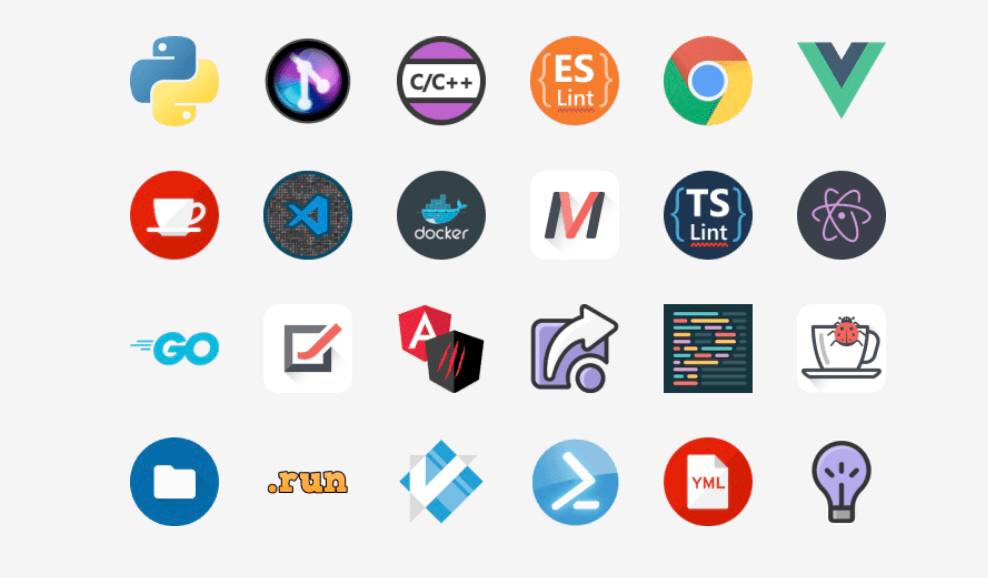 C/C++
{ES}
Lint
docker
M
{TS}
Lint
GO
A
.run
YML